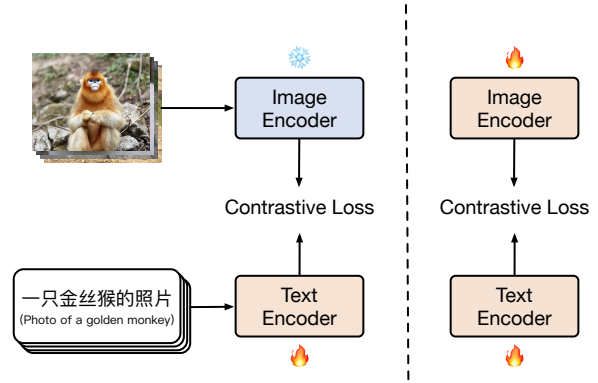 Image
Encoder
Image
Encoder
Contrastive Loss
Contrastive Loss
一只金丝猴的照片
(Photo of a golden monkey)
Text
Encoder
Text
Encoder